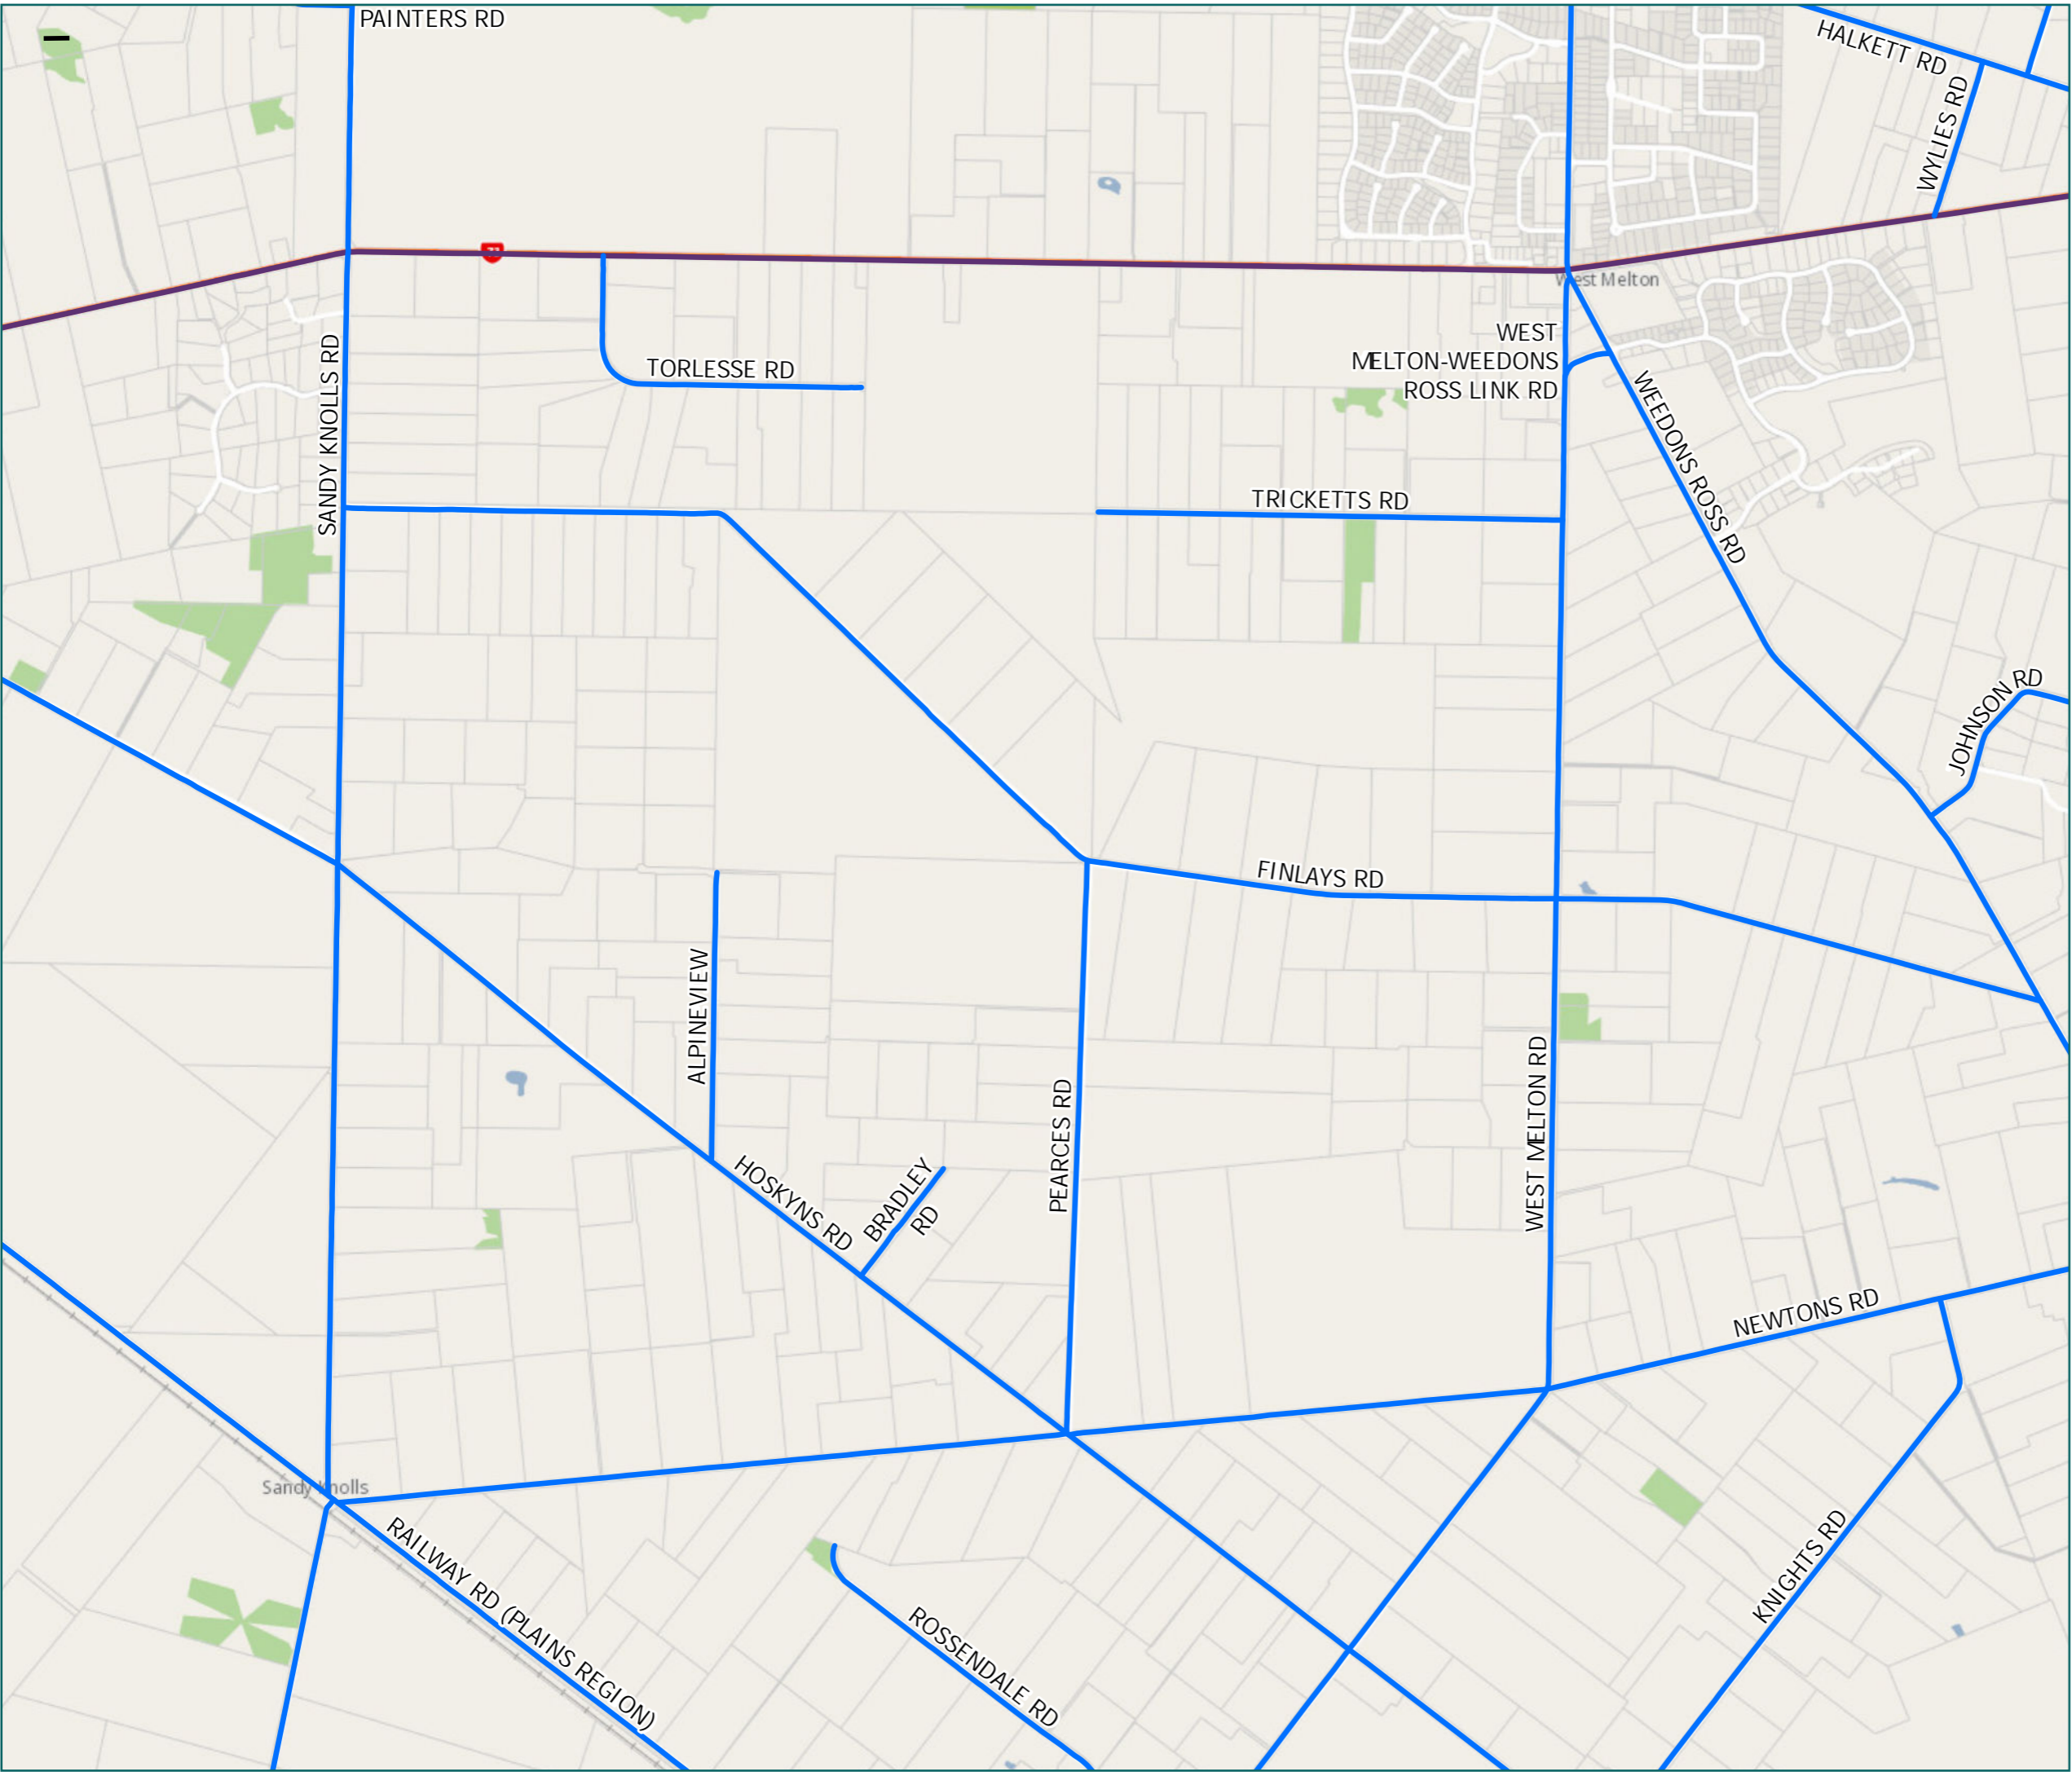 PAINTERS RD
HALKETT RD
WYLIES RD
West Melton
SANDY KNOLLS RD
TORLESSE RD
WEST
MELTON-WEEDONS
ROSS LINK RD
WEEDONS ROSS RD
TRICKETTS RD
JOHNSON RD
FINLAYS RD
ALPINEVIEW
WEST MELTON RD
PEARCES RD
HOSKYNS RD
BRADLEY
RD
NEWTONS RD
Sandy Knolls
RAILWAY RD (PLAINS REGION)
ROSSENDALE RD
KNIGHTS RD